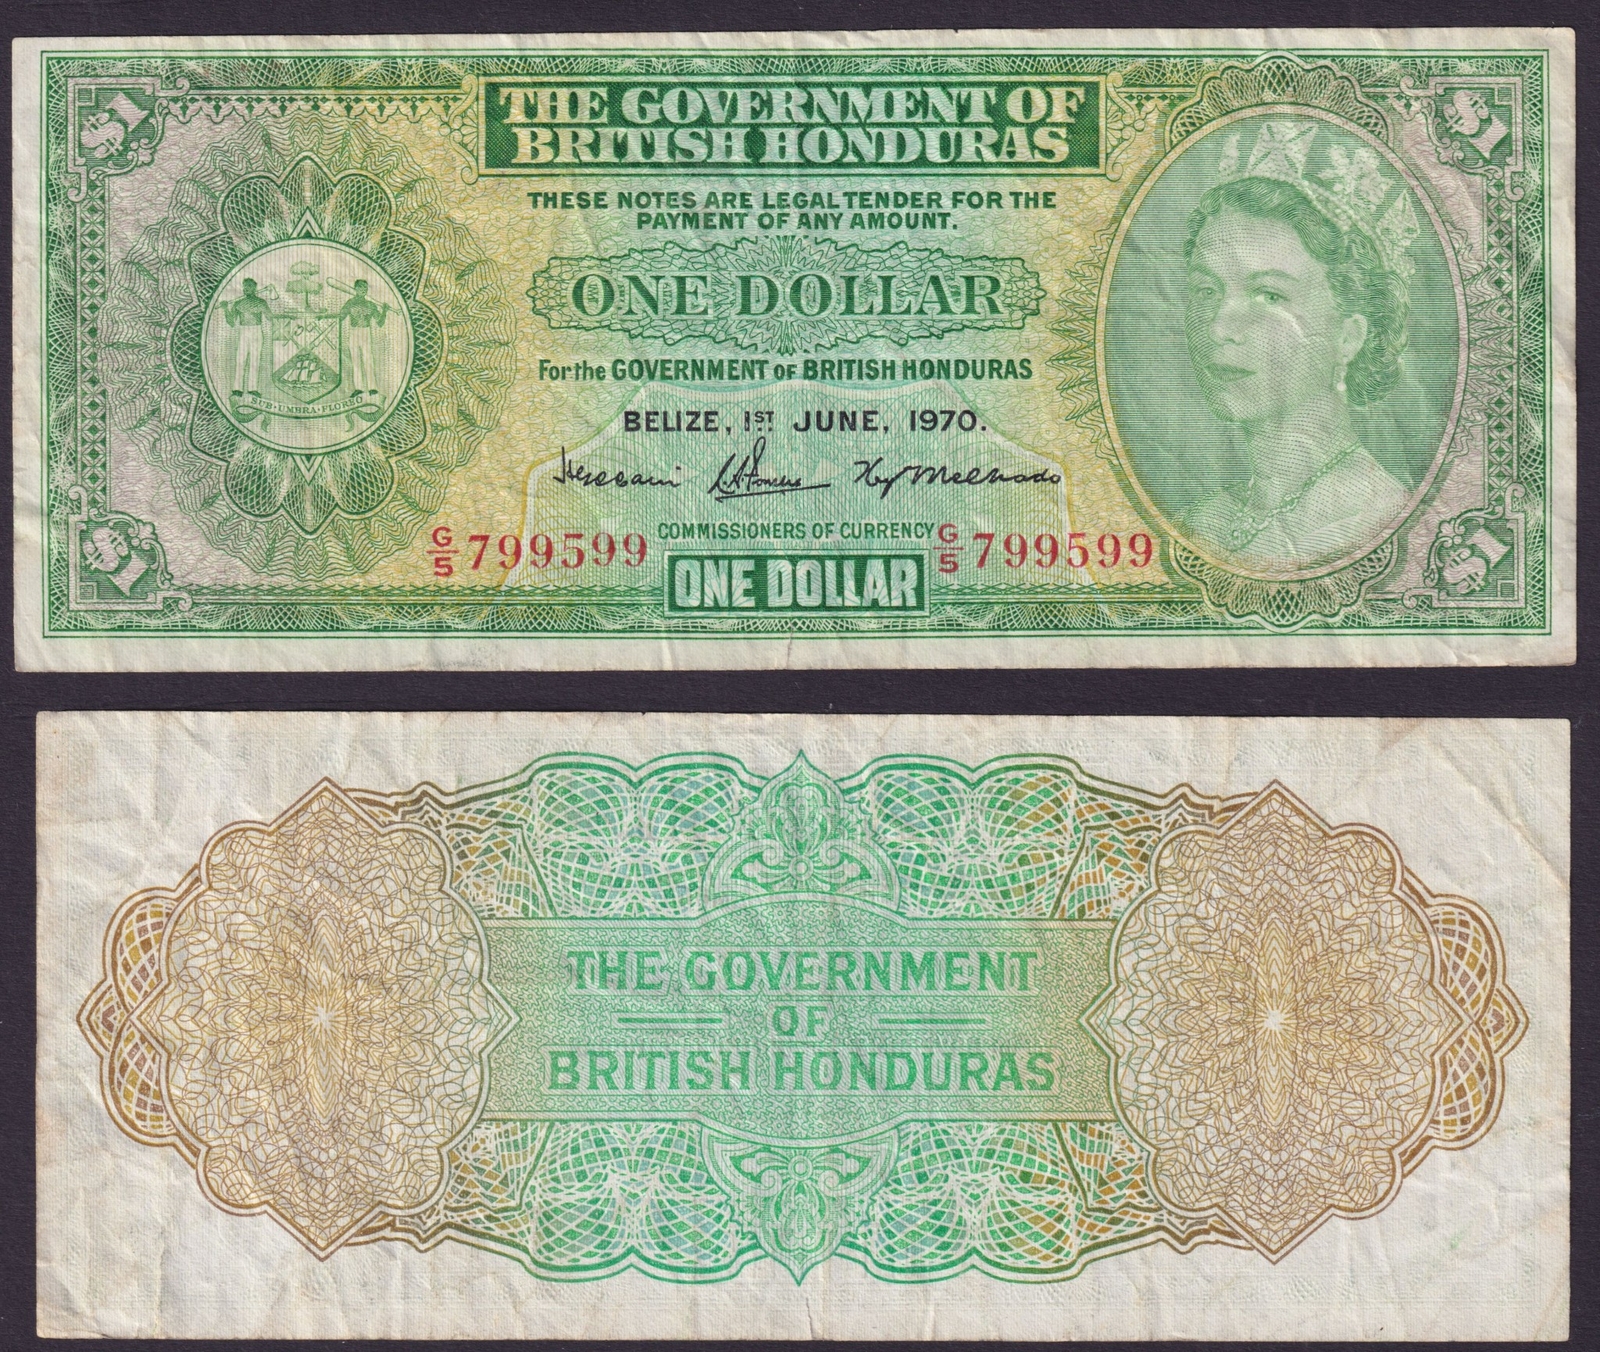 $1
$1
THE GOVERNMENT OF
BRITISH HONDURAS
THESE NOTES ARE LEGAL TENDER FOR THE
PAYMENT OF ANY AMOUNT.
ONE DOLLAR
For the GOVERNMENT OF BRITISH HONDURAS
BELIZE, 1ST JUNE, 1970.
SUB·UMBRA·FLOREO
COMMISSIONERS OF CURRENCY
G/5 799599
G/5 799599
ONE DOLLAR
$1
$1
THE GOVERNMENT
OF
BRITISH HONDURAS